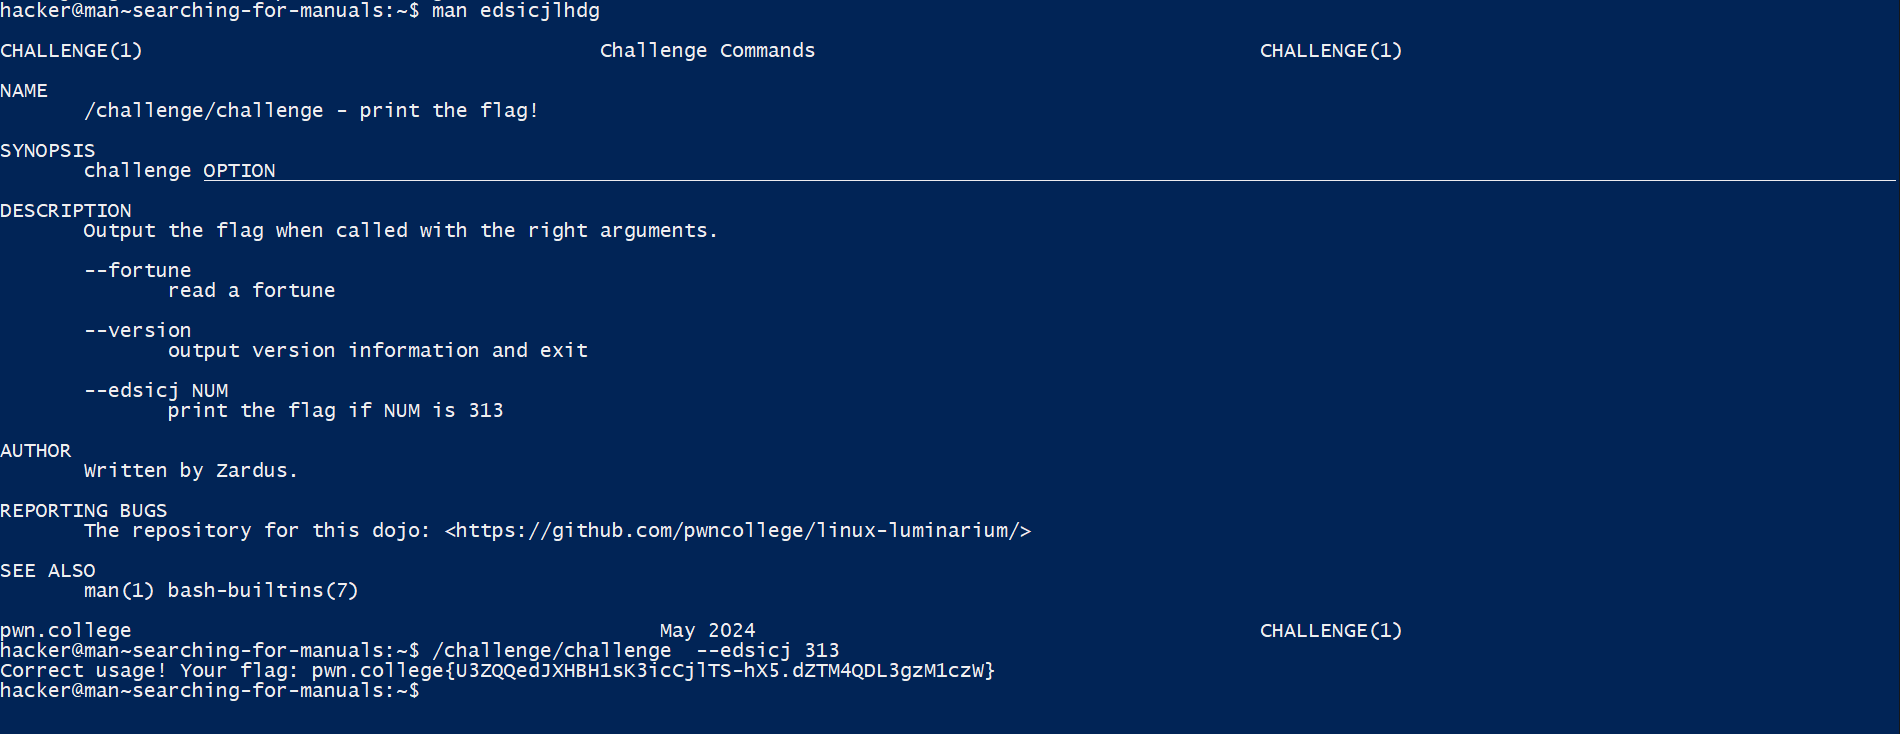 hacker@man~searching-for-manuals:~$ man edsicjlhdg
CHALLENGE(1) Challenge Commands CHALLENGE(1)
NAME
/challenge/challenge - print the flag!
SYNOPSIS
challenge OPTION
DESCRIPTION
Output the flag when called with the right arguments.
--fortune
read a fortune
--version
output version information and exit
--edsicj NUM
print the flag if NUM is 313
AUTHOR
Written by Zardus.
REPORTING BUGS
The repository for this dojo: <https://github.com/pwncollege/linux-luminarium/>
SEE ALSO
man(1) bash-builtins(7)
pwn.college May 2024 CHALLENGE(1)
hacker@man~searching-for-manuals:~$ /challenge/challenge  --edsicj 313
Correct usage! Your flag: pwn.college{U3ZQQedJXHBH1sK3icCjlTS-hX5.dZTM4QDL3gzM1czW}
hacker@man~searching-for-manuals:~$